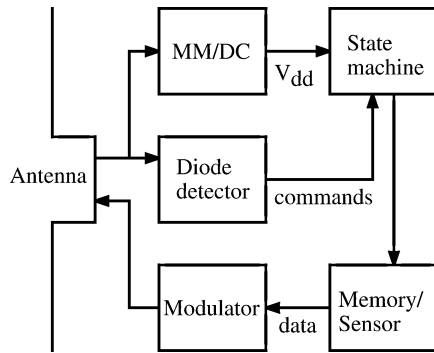 MM/DC
V_dd
State
machine
Antenna
Diode
detector
commands
Modulator
data
Memory/
Sensor